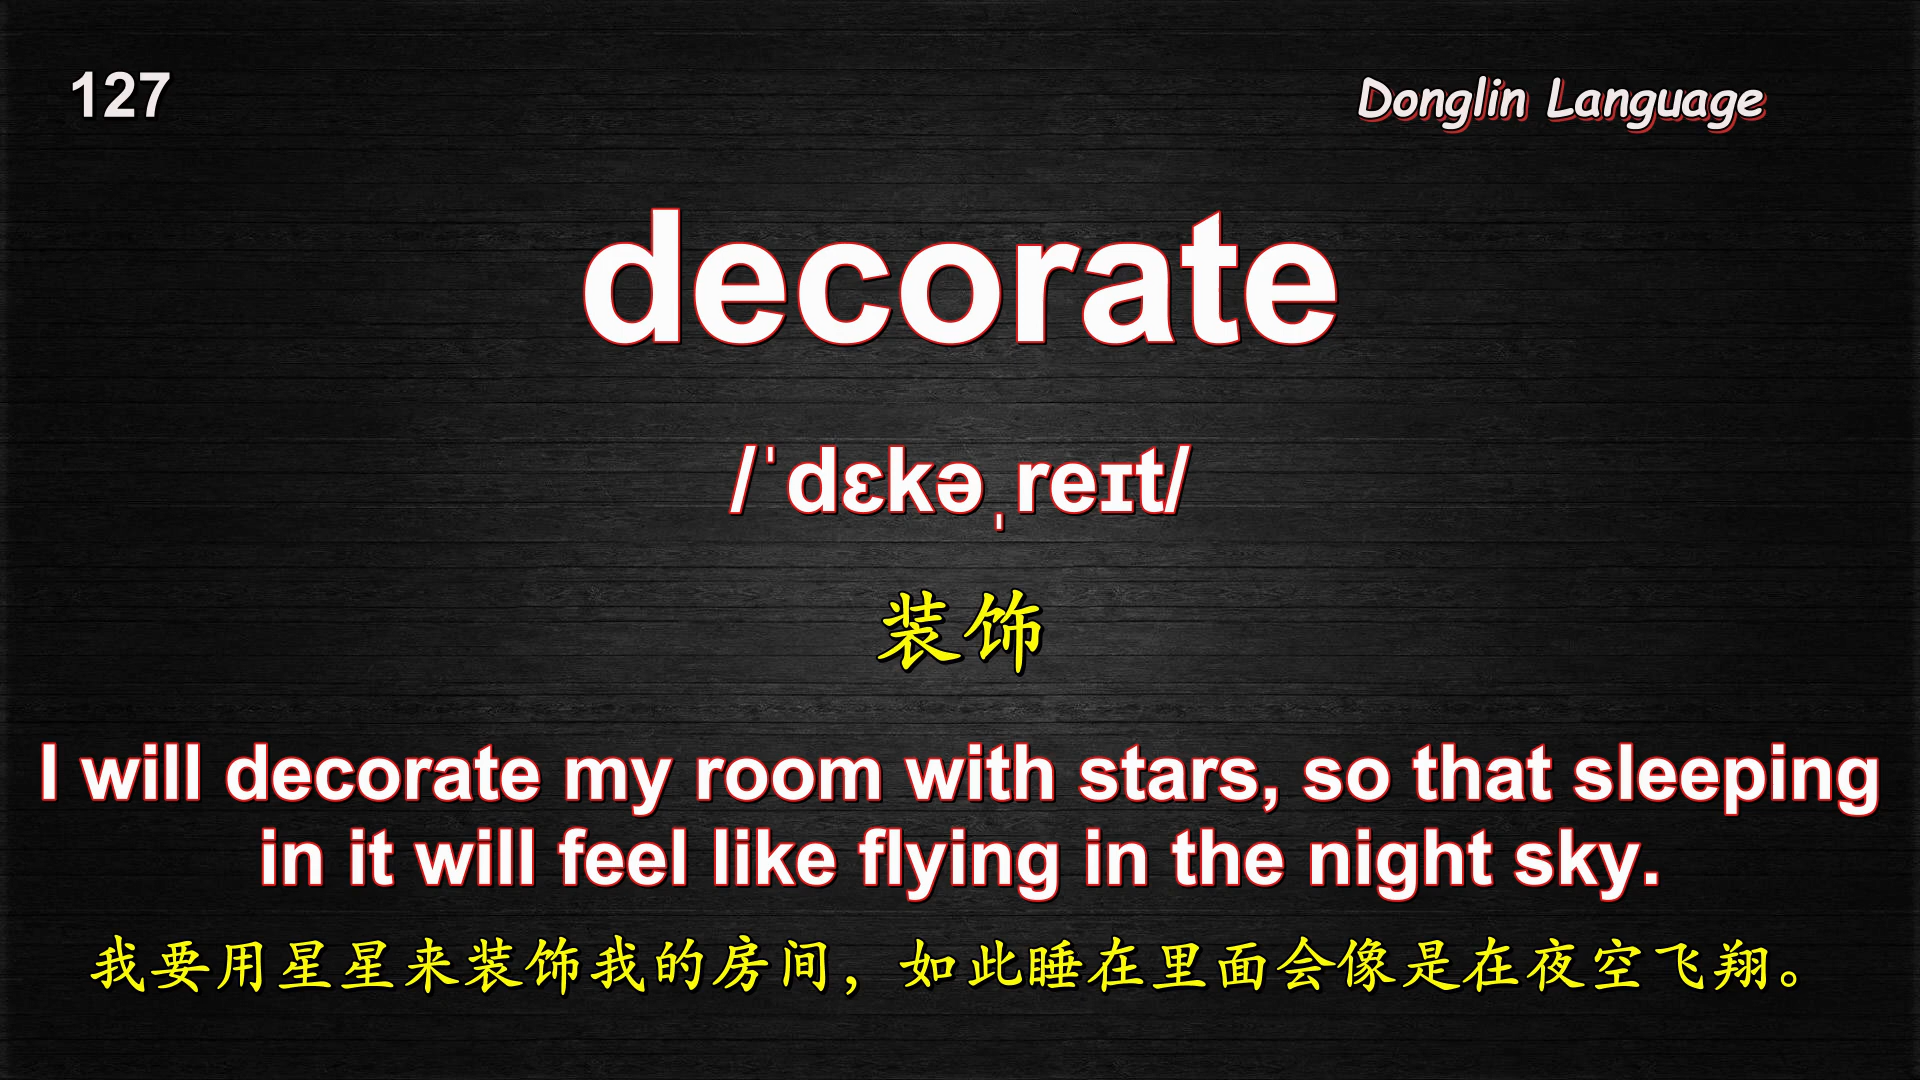 127
Donglin Language
decorate
/ˈdɛkəˌreɪt/
装饰
I will decorate my room with stars, so that sleeping
in it will feel like flying in the night sky.
我要用星星来装饰我的房间，如此睡在里面会像是在夜空飞翔。